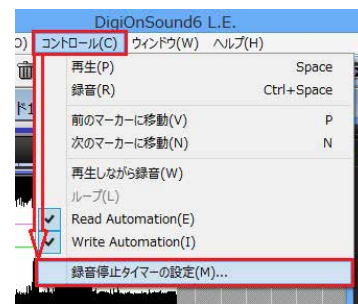 DigiOnSound6 L.E.
O) コントロール(C) ウィンドウ(W) ヘルプ(H)
再生(P) Space
録音(R) Ctrl+Space
ド1
前のマーカーに移動(V) P
次のマーカーに移動(N) N
再生しながら録音(W)
ループ(L)
Read Automation(E)
Write Automation(I)
録音停止タイマーの設定(M)...